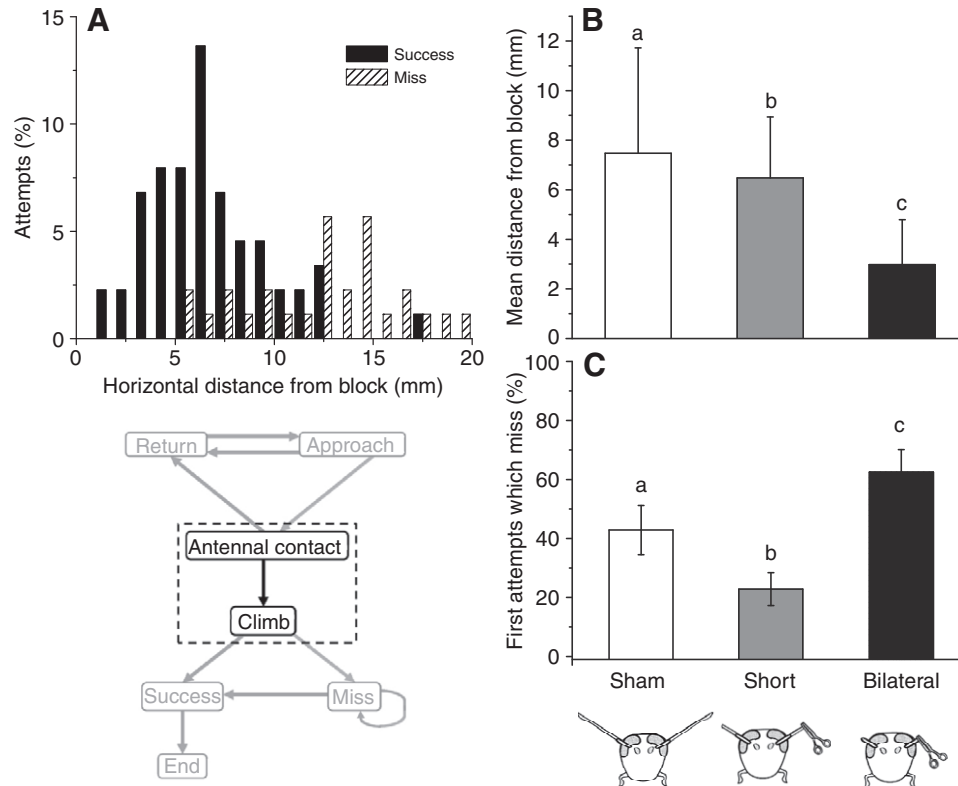 A
15
10
5
0
Attempts (%)
Success
Miss
0 5 10 15 20
Horizontal distance from block (mm)
B
12
10
8
6
4
2
0
Mean distance from block (mm)
a
b
c
C
100
80
60
40
20
0
First attempts which miss (%)
a
b
c
Sham Short Bilateral
Return Approach
Antennal contact
Climb
Success Miss
End